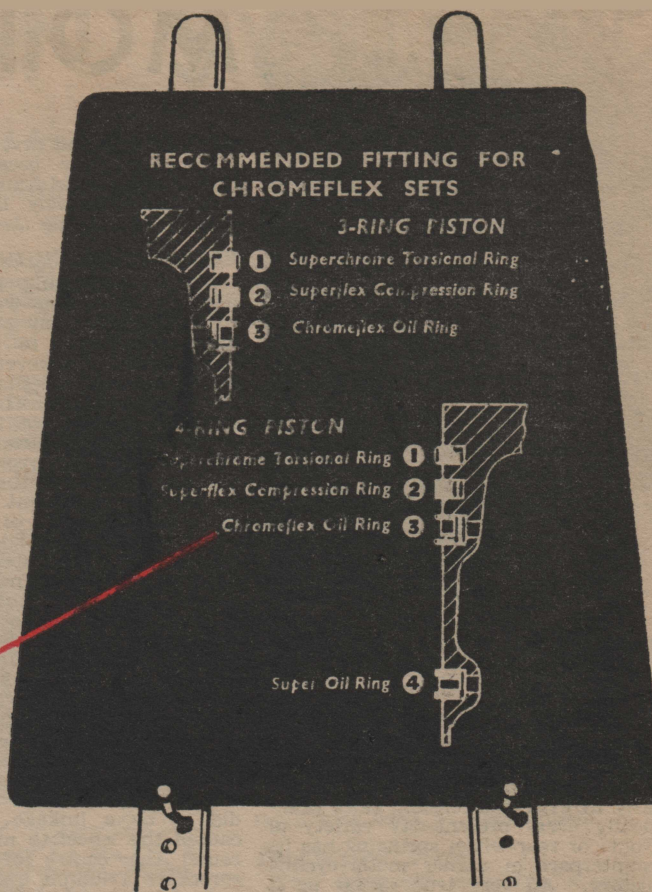 RECOMMENDED FITTING FOR
CHROMEFLEX SETS
3-RING PISTON
1 Superchrome Torsional Ring
2 Superflex Compression Ring
3 Chromeflex Oil Ring
4-RING PISTON
Superchrome Torsional Ring 1
Superflex Compression Ring 2
Chromeflex Oil Ring 3
Super Oil Ring 4